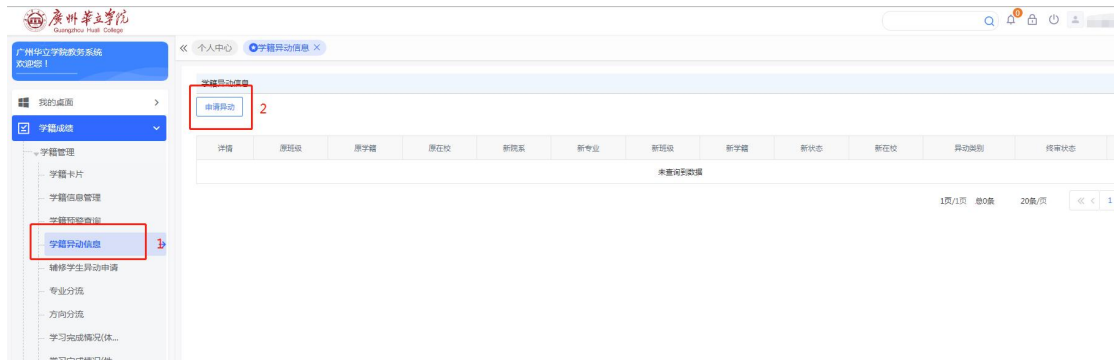 廣州華立學院
Guangzhou Huali College
0
广州华立学院教务系统
欢迎您！
个人中心
学籍异动信息 ×
学籍异动信息
申请异动
2
我的桌面
学籍成绩
学籍管理
学籍卡片
学籍信息管理
学籍预警查询
学籍异动信息
1
辅修学生异动申请
专业分流
方向分流
学习完成情况(体...
详情 原班级 原学籍 原在校 新院系 新专业 新班级 新学籍 新状态 新在校 异动类别 终审状态
未查询到数据
1页/1页 总0条 20条/页 1